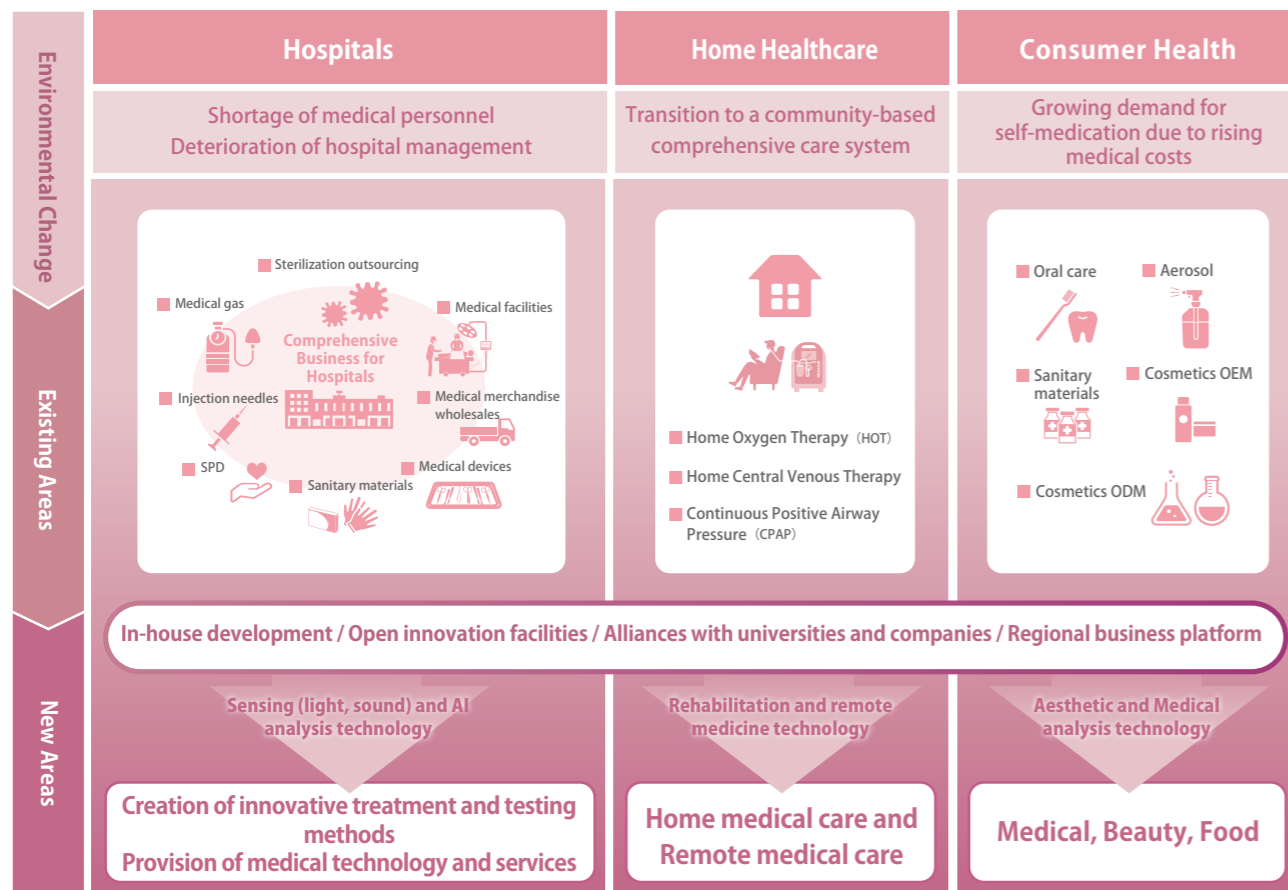 Environmental Change
Existing Areas
New Areas
Hospitals
Shortage of medical personnel
Deterioration of hospital management
Sterilization outsourcing
Medical gas
Medical facilities
Comprehensive
Business for
Hospitals
Injection needles
Medical merchandise
wholesales
SPD
Medical devices
Sanitary materials
Home Healthcare
Transition to a community-based
comprehensive care system
Home Oxygen Therapy（HOT）
Home Central Venous Therapy
Continuous Positive Airway
Pressure（CPAP）
Consumer Health
Growing demand for
self-medication due to rising
medical costs
Oral care
Aerosol
Sanitary
materials
Cosmetics OEM
Cosmetics ODM
In-house development / Open innovation facilities / Alliances with universities and companies / Regional business platform
Sensing (light, sound) and AI
analysis technology
Creation of innovative treatment and testing
methods
Provision of medical technology and services
Rehabilitation and remote
medicine technology
Home medical care and
Remote medical care
Aesthetic and Medical
analysis technology
Medical, Beauty, Food